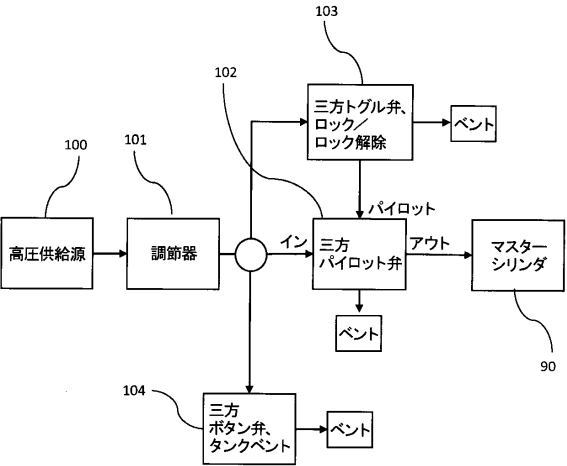 103
三方トグル弁、
ロック／
ロック解除
ベント
102
101
100
パイロット
高圧供給源
調節器
イン
三方
パイロット弁
アウト
マスター
シリンダ
ベント
90
104
三方
ボタン弁、
タンクベント
ベント